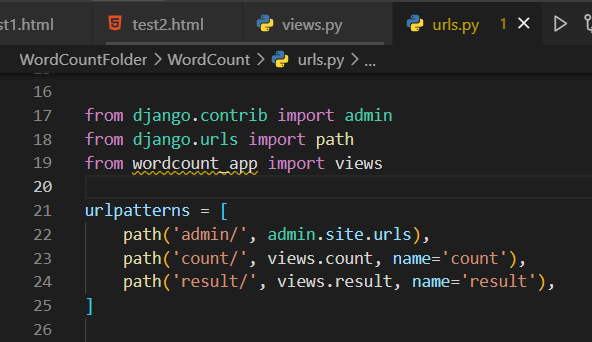 st1.html test2.html views.py urls.py 1
WordCountFolder > WordCount > urls.py > ...
16
17 from django.contrib import admin
18 from django.urls import path
19 from wordcount_app import views
20
21 urlpatterns = [
22     path('admin/', admin.site.urls),
23     path('count/', views.count, name='count'),
24     path('result/', views.result, name='result'),
25 ]
26